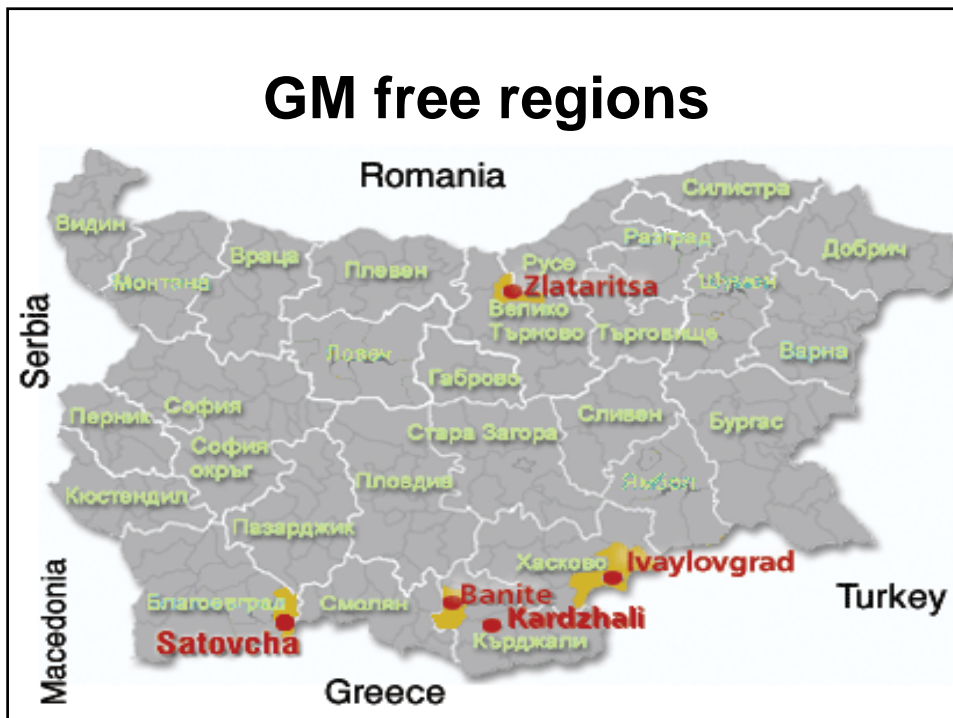 GM free regions
Romania
Силистра
Видин
Разград
Добрич
Враца
Русе
Плевен
Монтана
Шумен
Zlataritsa
Велико
Търново
Търговище
Serbia
Ловеч
Варна
Габрово
Перник
София
Сливен
Бургас
Стара Загора
София
окръг
Пловдив
Ямбол
Кюстендил
Пазарджик
Хасково
Ivaylovgrad
Macedonia
Благоевград
Смолян
Banite
Turkey
Kardzhali
Satovcha
Кърджали
Greece